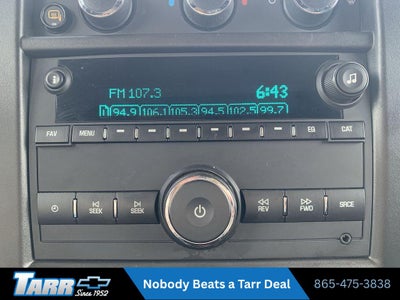 FM 107.3 6:43
1 94.9 106.1 105.3 94.5 102.5 99.7
FAV MENU EQ CAT
SEEK SEEK REV FWD SRCE
TARR
Since 1952
Nobody Beats a Tarr Deal
865-475-3838